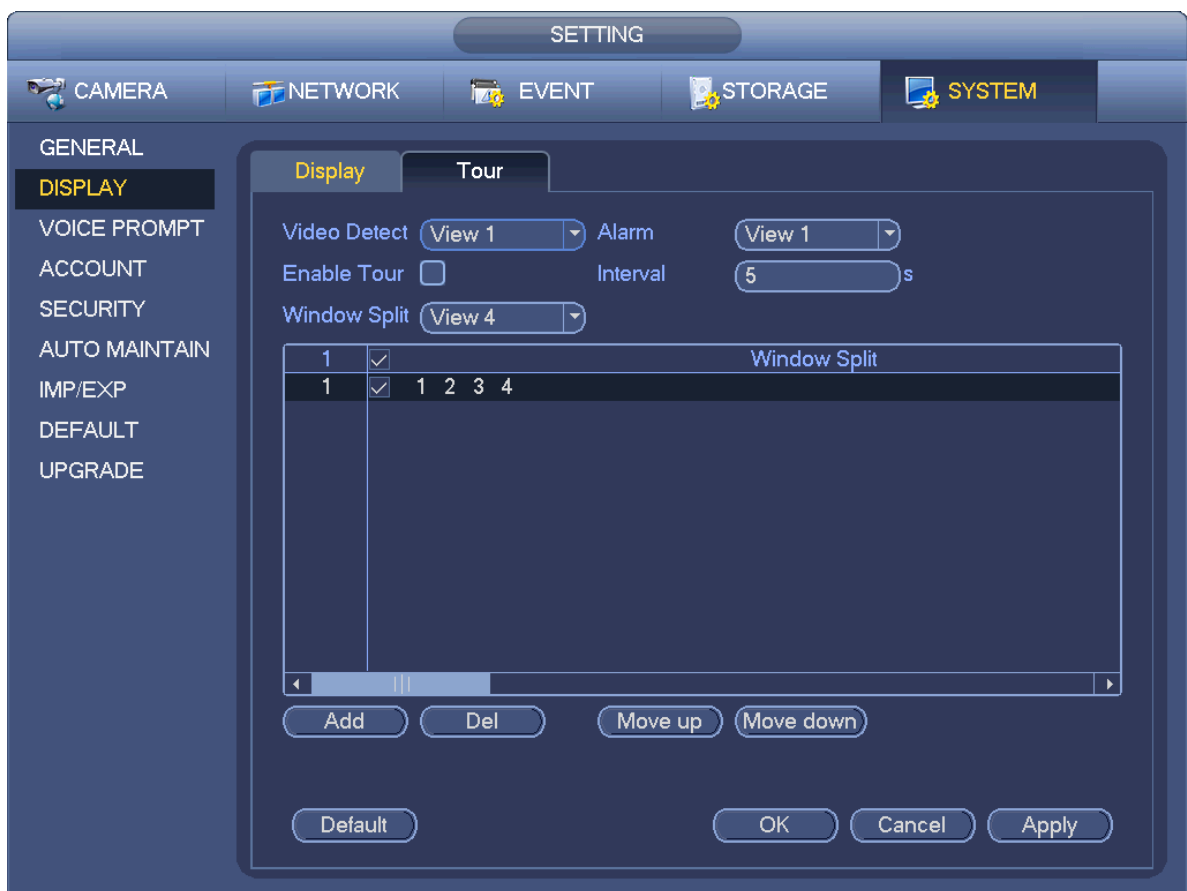 SETTING
CAMERA NETWORK EVENT STORAGE SYSTEM
GENERAL
DISPLAY
VOICE PROMPT
ACCOUNT
SECURITY
AUTO MAINTAIN
IMP/EXP
DEFAULT
UPGRADE
Display Tour
Video Detect View 1 Alarm View 1
Enable Tour Interval 5 s
Window Split View 4
1 Window Split
1 1 2 3 4
Add Del Move up Move down
Default OK Cancel Apply